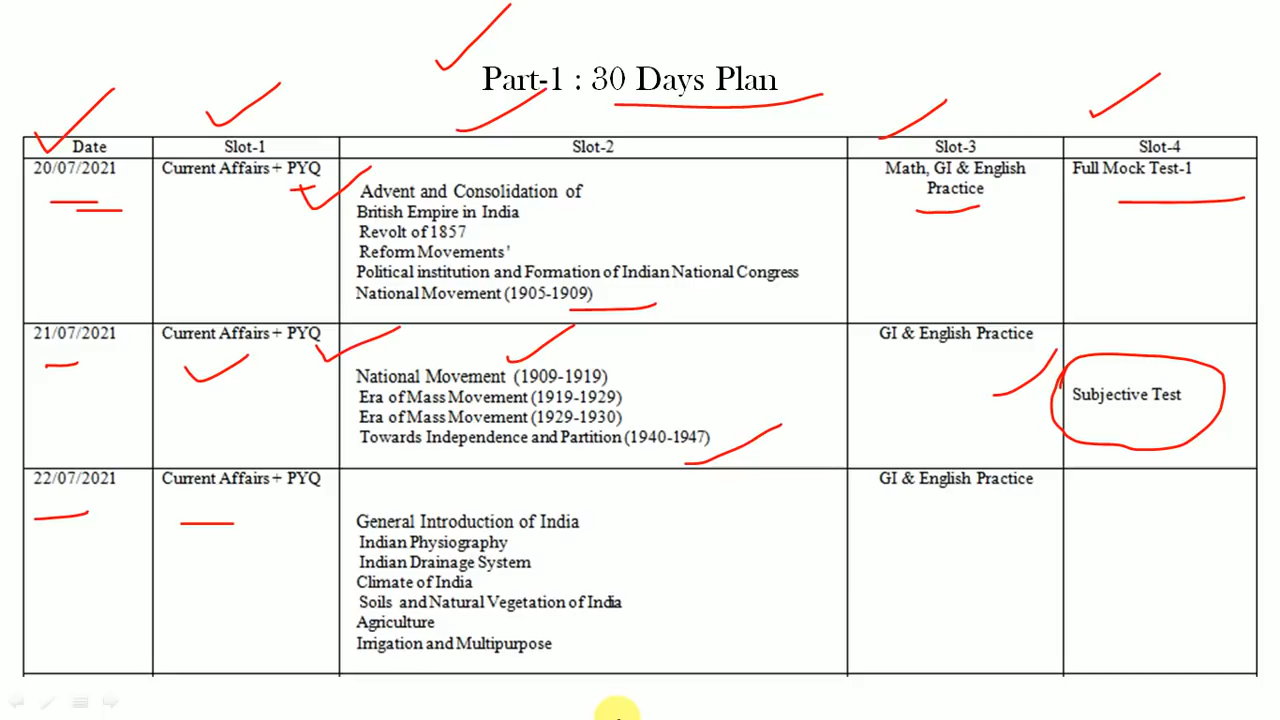 Part-1 : 30 Days Plan
Date Slot-1 Slot-2 Slot-3 Slot-4
20/07/2021 Current Affairs + PYQ Math, GI & English Full Mock Test-1
Practice
Advent and Consolidation of
British Empire in India
Revolt of 1857
Reform Movements'
Political institution and Formation of Indian National Congress
National Movement (1905-1909)
21/07/2021 Current Affairs + PYQ GI & English Practice
National Movement (1909-1919)
Era of Mass Movement (1919-1929)
Subjective Test
Era of Mass Movement (1929-1930)
Towards Independence and Partition (1940-1947)
22/07/2021 Current Affairs + PYQ GI & English Practice
General Introduction of India
Indian Physiography
Indian Drainage System
Climate of India
Soils and Natural Vegetation of India
Agriculture
Irrigation and Multipurpose